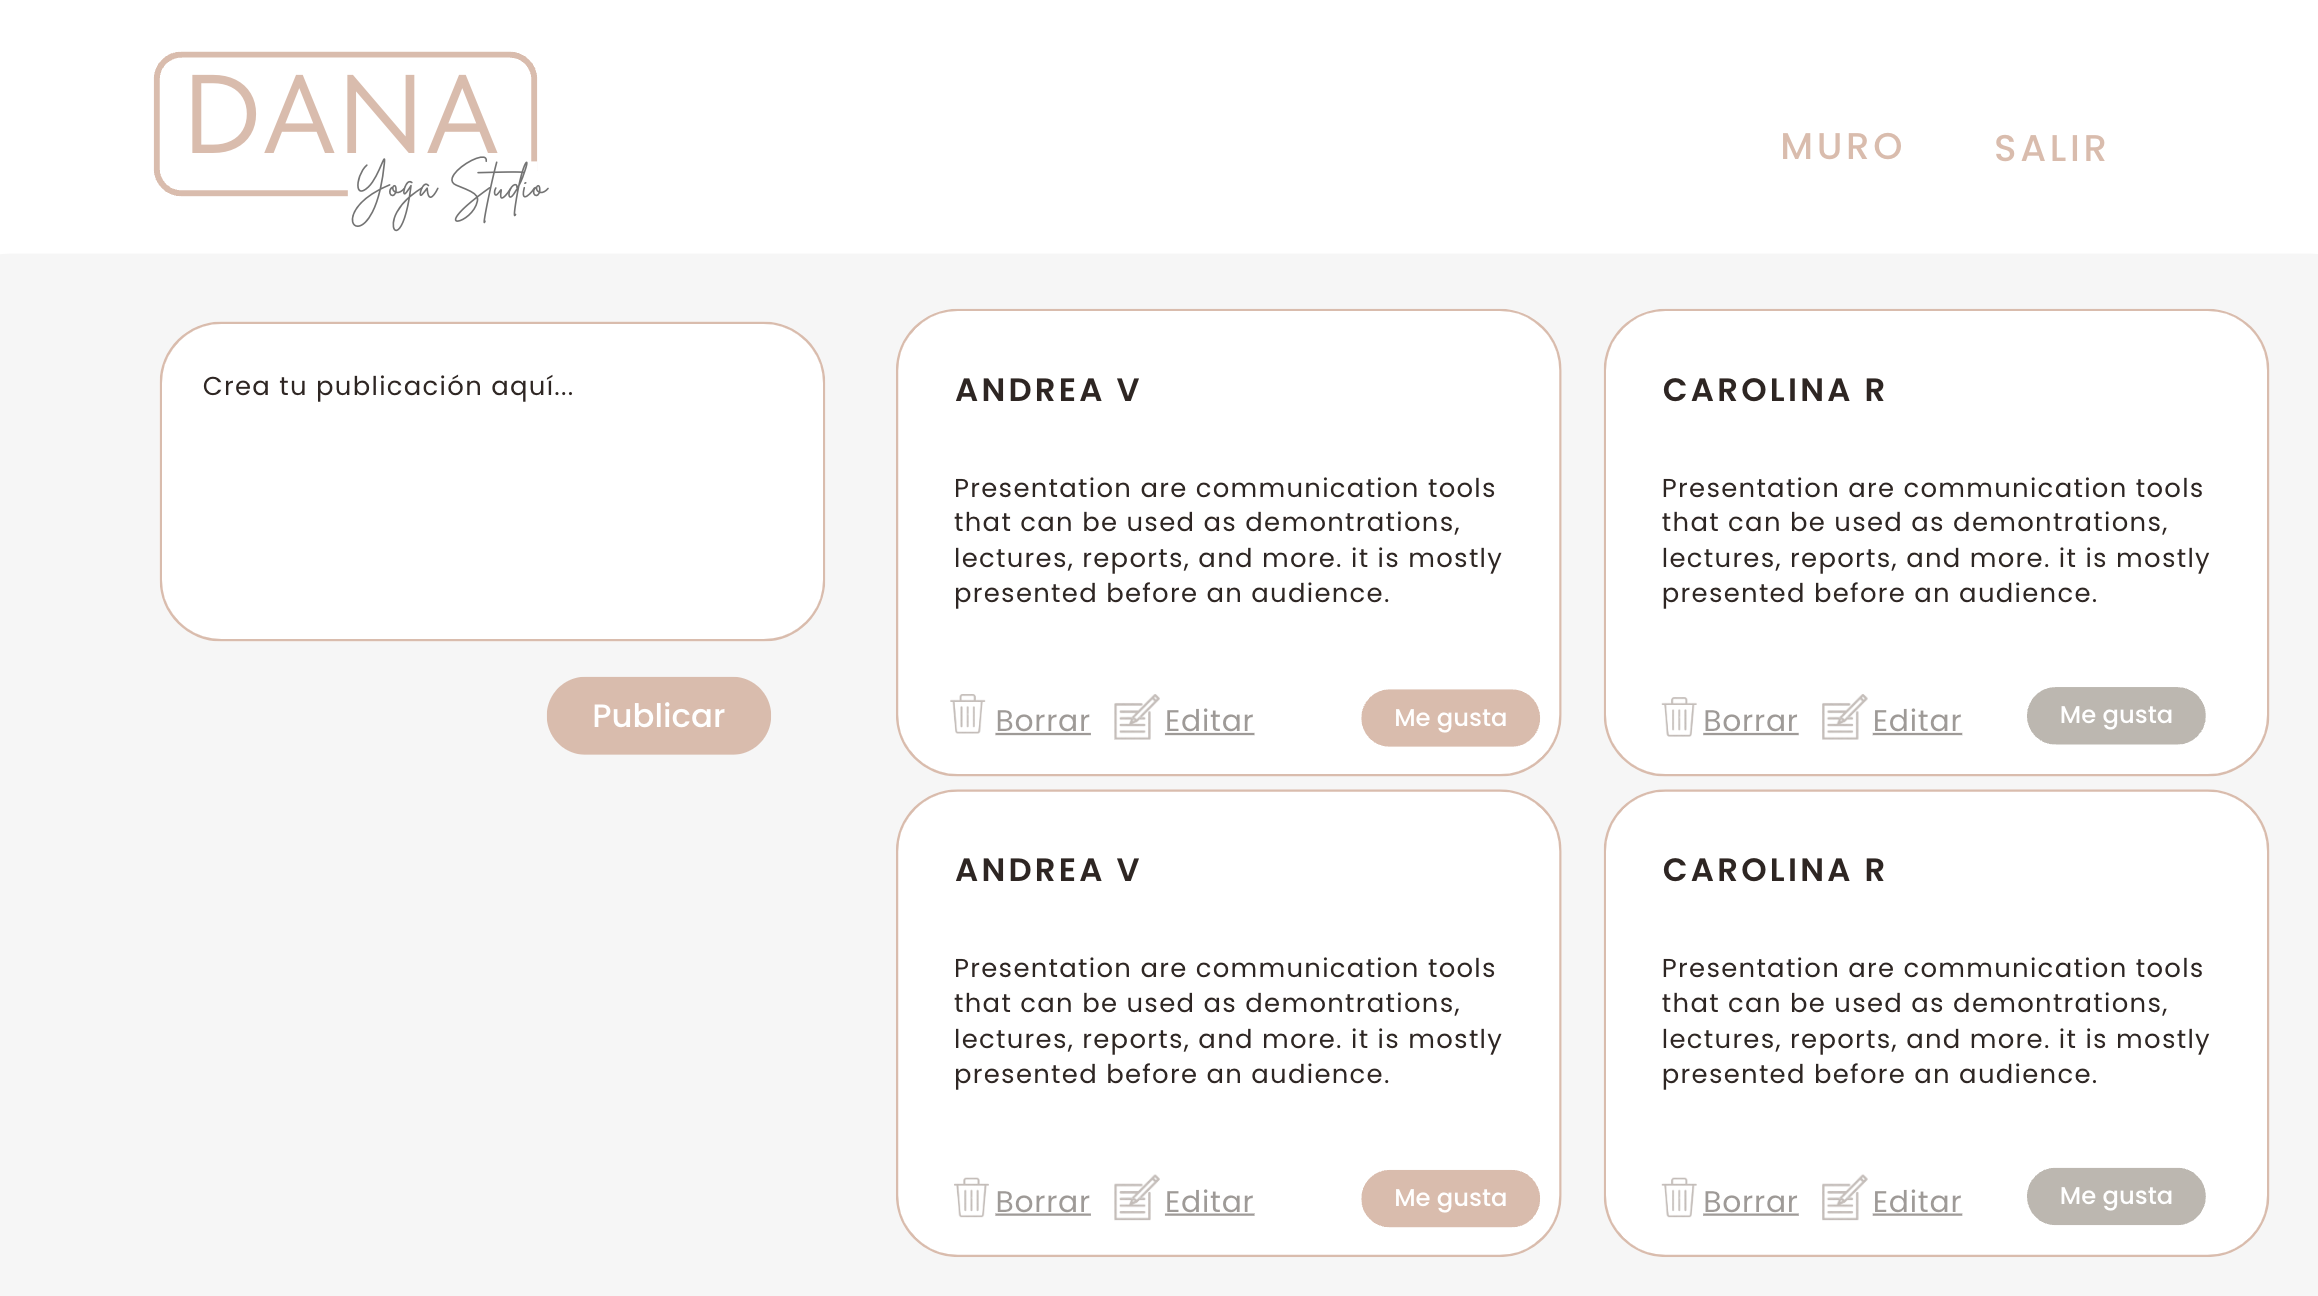 DANA
Yoga Studio
MURO
SALIR
Crea tu publicación aquí...
Publicar
ANDREA V
Presentation are communication tools
that can be used as demontrations,
lectures, reports, and more. it is mostly
presented before an audience.
Borrar
Editar
Me gusta
CAROLINA R
Presentation are communication tools
that can be used as demontrations,
lectures, reports, and more. it is mostly
presented before an audience.
Borrar
Editar
Me gusta
ANDREA V
Presentation are communication tools
that can be used as demontrations,
lectures, reports, and more. it is mostly
presented before an audience.
Borrar
Editar
Me gusta
CAROLINA R
Presentation are communication tools
that can be used as demontrations,
lectures, reports, and more. it is mostly
presented before an audience.
Borrar
Editar
Me gusta